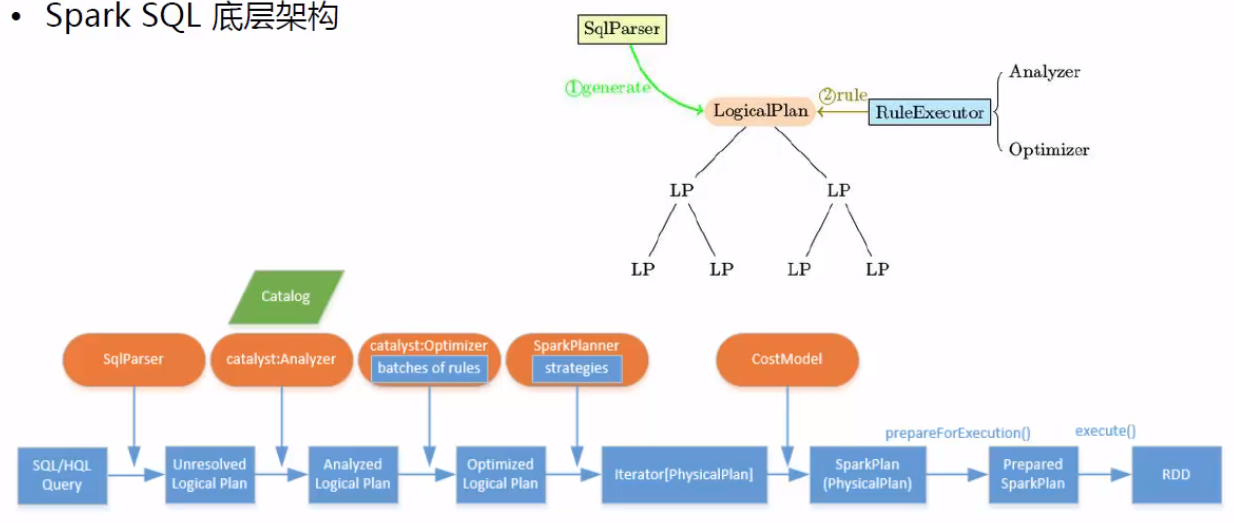 • Spark SQL 底层架构
SqlParser
①generate
LogicalPlan
②rule
RuleExecutor
Analyzer
Optimizer
LP
LP
LP
LP
LP
LP
Catalog
SqlParser
catalyst:Analyzer
catalyst:Optimizer
batches of rules
SparkPlanner
strategies
CostModel
SQL/HQL
Query
Unresolved
Logical Plan
Analyzed
Logical Plan
Optimized
Logical Plan
Iterator[PhysicalPlan]
SparkPlan
(PhysicalPlan)
prepareForExecution()
Prepared
SparkPlan
execute()
RDD